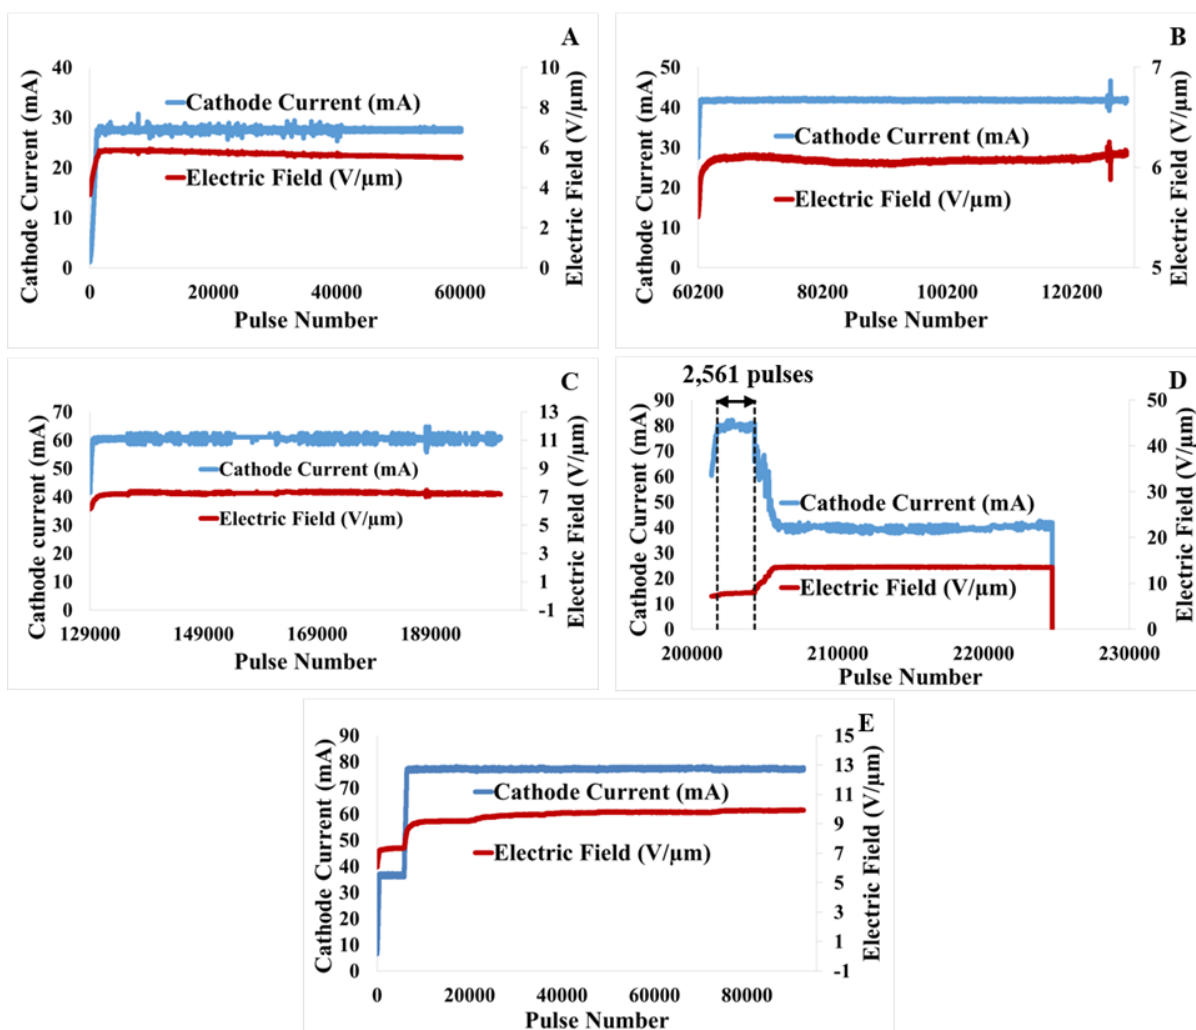 A
Cathode Current (mA)
Electric Field (V/µm)
40
30
20
10
0
10
8
6
4
2
0
Cathode Current (mA)
Electric Field (V/µm)
0 20000 40000 60000
Pulse Number
B
Cathode Current (mA)
Electric Field (V/µm)
50
40
30
20
10
0
7
6
5
Cathode Current (mA)
Electric Field (V/µm)
60200 80200 100200 120200
Pulse Number
C
Cathode current (mA)
Electric Field (V/µm)
70
60
50
40
30
20
10
0
13
11
9
7
5
3
1
-1
Cathode Current (mA)
Electric Field (V/µm)
129000 149000 169000 189000
Pulse Number
D
2,561 pulses
Cathode Current (mA)
Electric Field (V/µm)
90
80
70
60
50
40
30
20
10
0
50
40
30
20
10
0
Cathode Current (mA)
Electric Field (V/µm)
200000 210000 220000 230000
Pulse Number
E
Cathode Current (mA)
Electric Field (V/µm)
90
80
70
60
50
40
30
20
10
0
15
13
11
9
7
5
3
1
-1
Cathode Current (mA)
Electric Field (V/µm)
0 20000 40000 60000 80000
Pulse Number